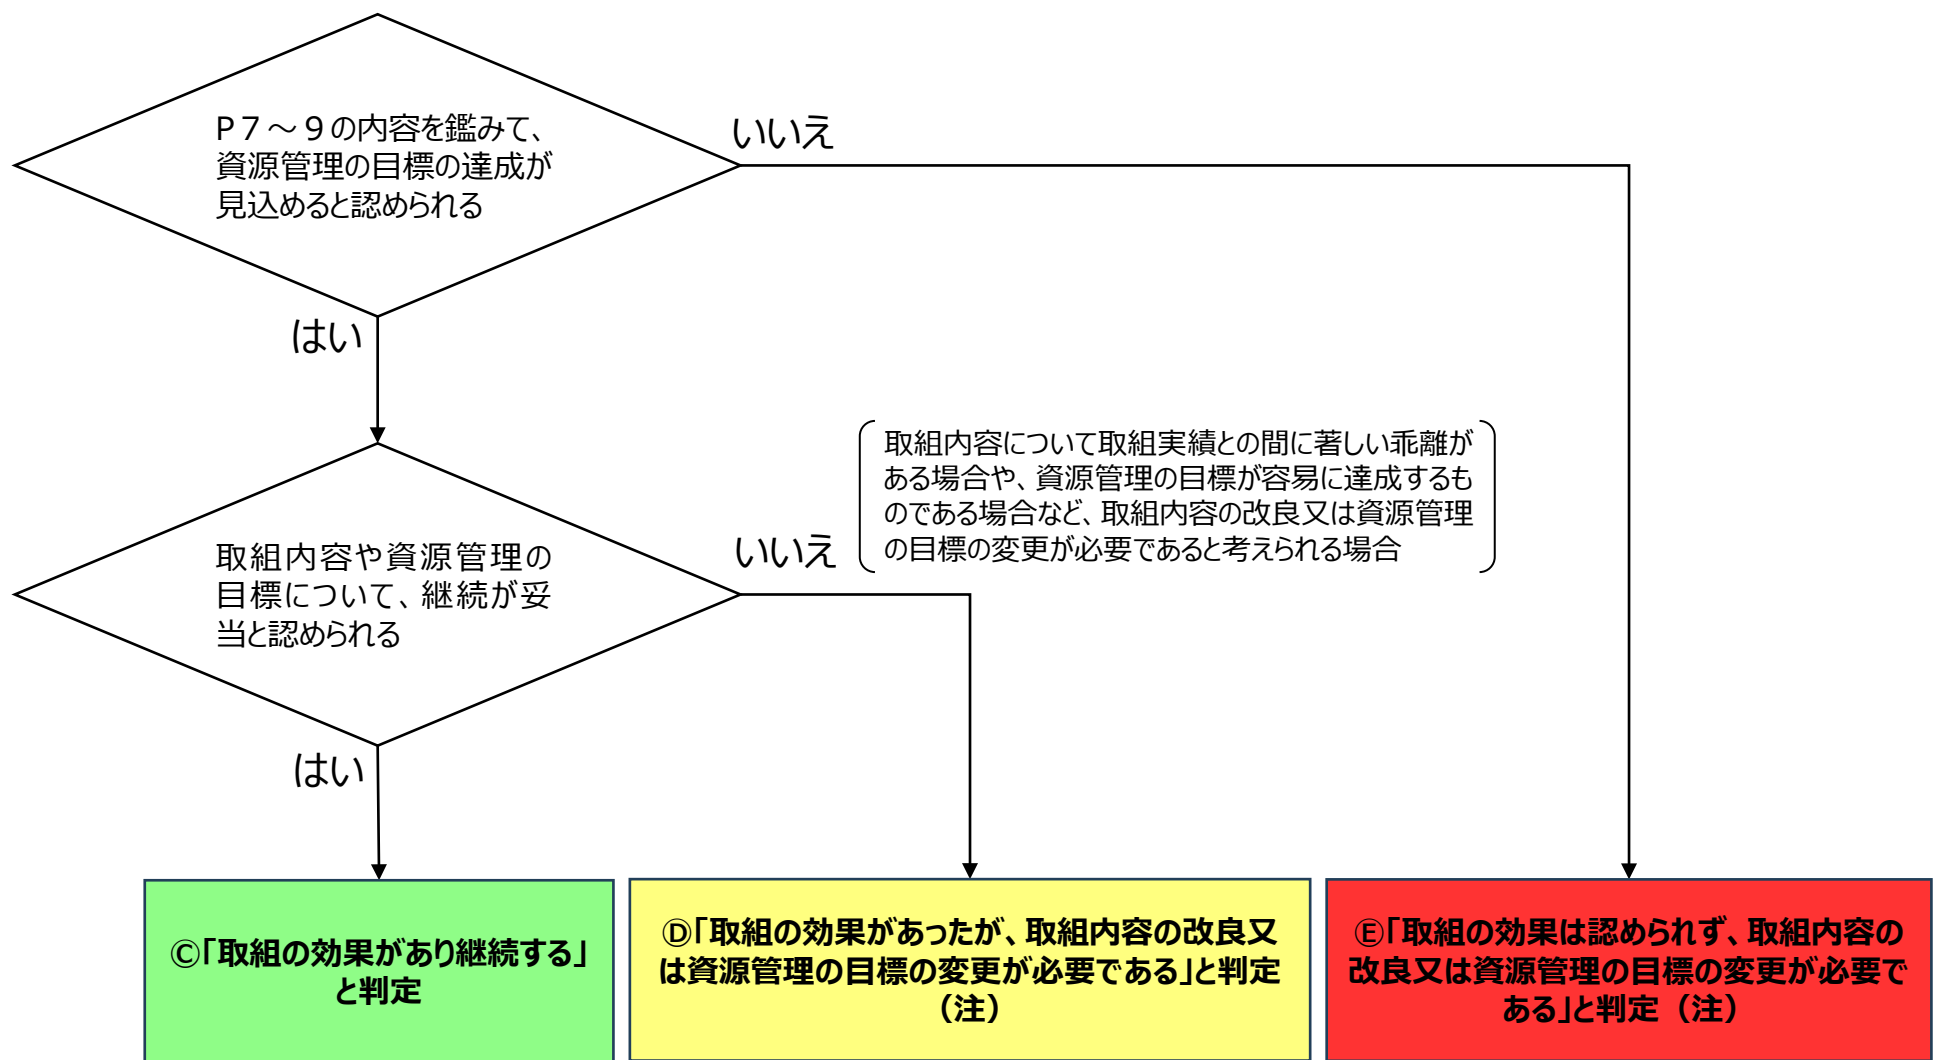 P７～９の内容を鑑みて、
資源管理の目標の達成が
見込めると認められる
いいえ
はい
取組内容について取組実績との間に著しい乖離が
ある場合や、資源管理の目標が容易に達成するも
のである場合など、取組内容の改良又は資源管理
の目標の変更が必要であると考えられる場合
いいえ
取組内容や資源管理の
目標について、継続が妥
当と認められる
はい
Ⓒ「取組の効果があり継続する」
と判定
Ⓓ「取組の効果があったが、取組内容の改良又
は資源管理の目標の変更が必要である」と判定
（注）
Ⓔ「取組の効果は認められず、取組内容の
改良又は資源管理の目標の変更が必要で
ある」と判定（注）